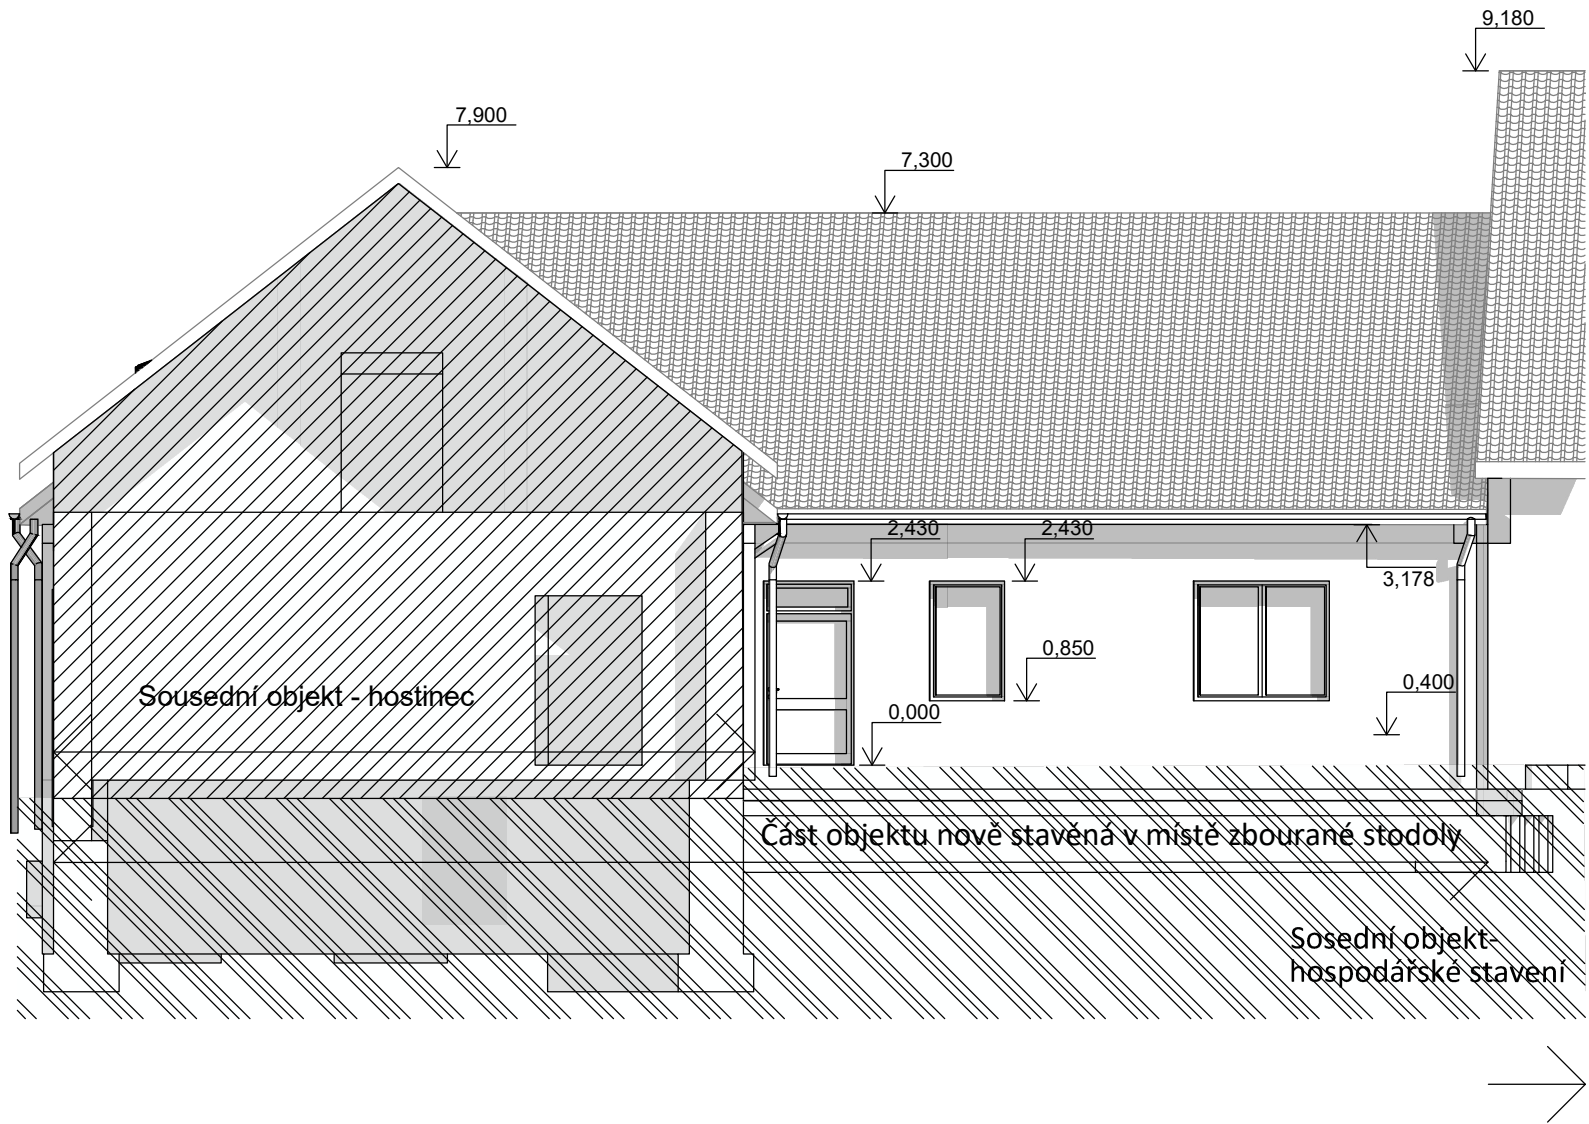 9,180
7,900
7,300
2,430
2,430
3,178
0,850
0,400
Sousední objekt - hostinec
0,000
Část objektu nově stavěná v místě zbourané stodoly
Sosední objekt-
hospodářské stavení